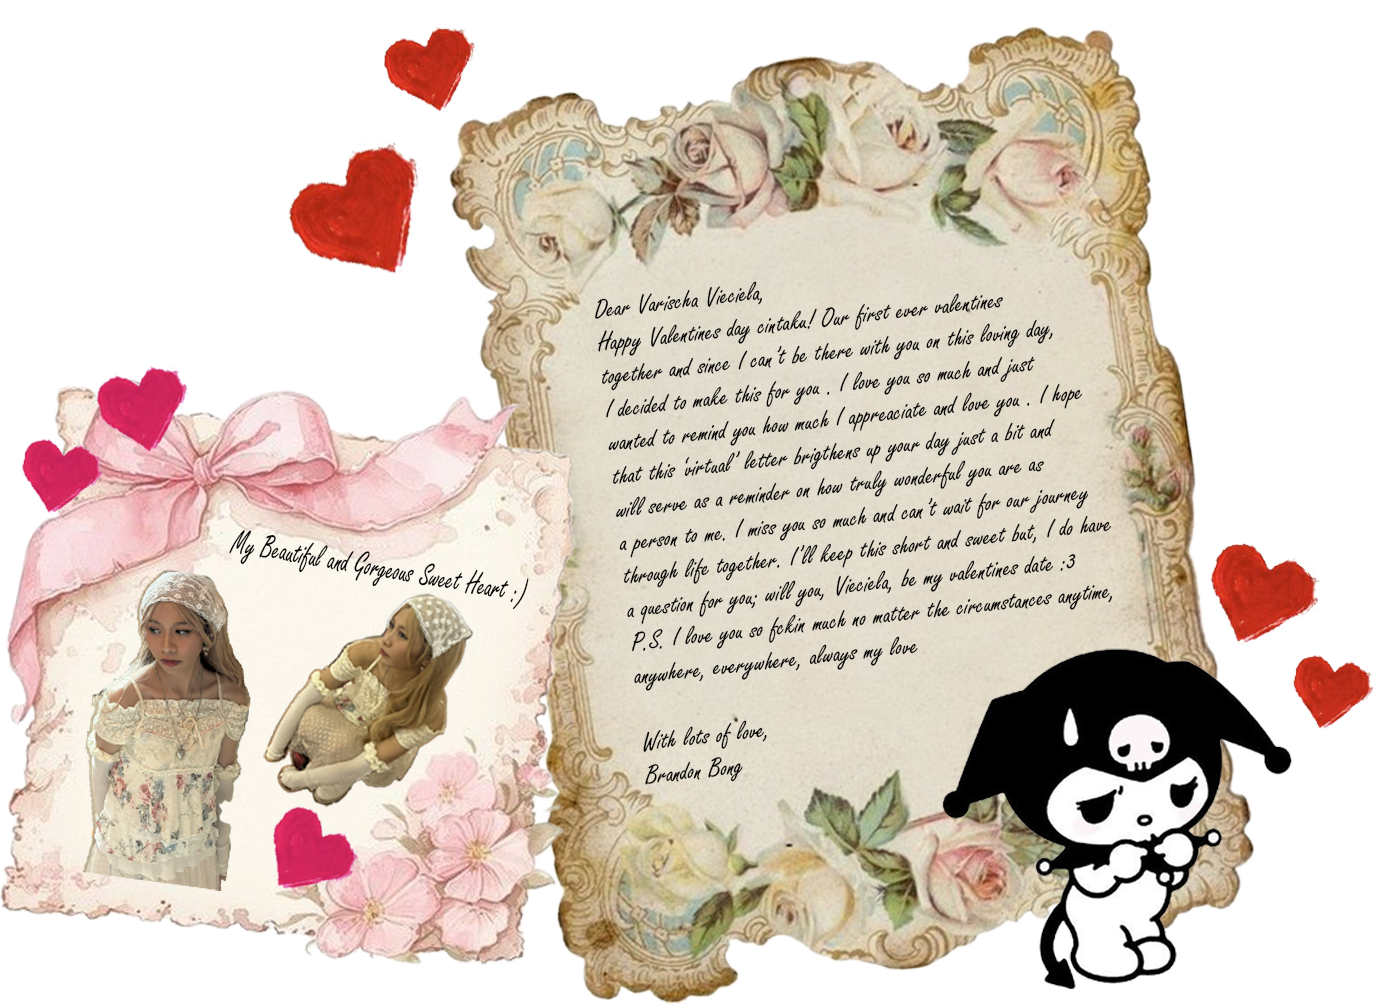 Dear Varischa Vieciela,
Happy Valentines day cintaku! Our first ever valentines
together and since I can't be there with you on this loving day,
I decided to make this for you . I love you so much and just
wanted to remind you how much I appreaciate and love you . I hope
that this 'virtual' letter brigthens up your day just a bit and
will serve as a reminder on how truly wonderful you are as
a person to me. I miss you so much and can't wait for our journey
through life together. I'll keep this short and sweet but, I do have
a question for you; will you, Vieciela, be my valentines date :3
P.S. I love you so fckin much no matter the circumstances anytime,
anywhere, everywhere, always my love
With lots of love,
Brandon Bong
My Beautiful and Gorgeous Sweet Heart :)